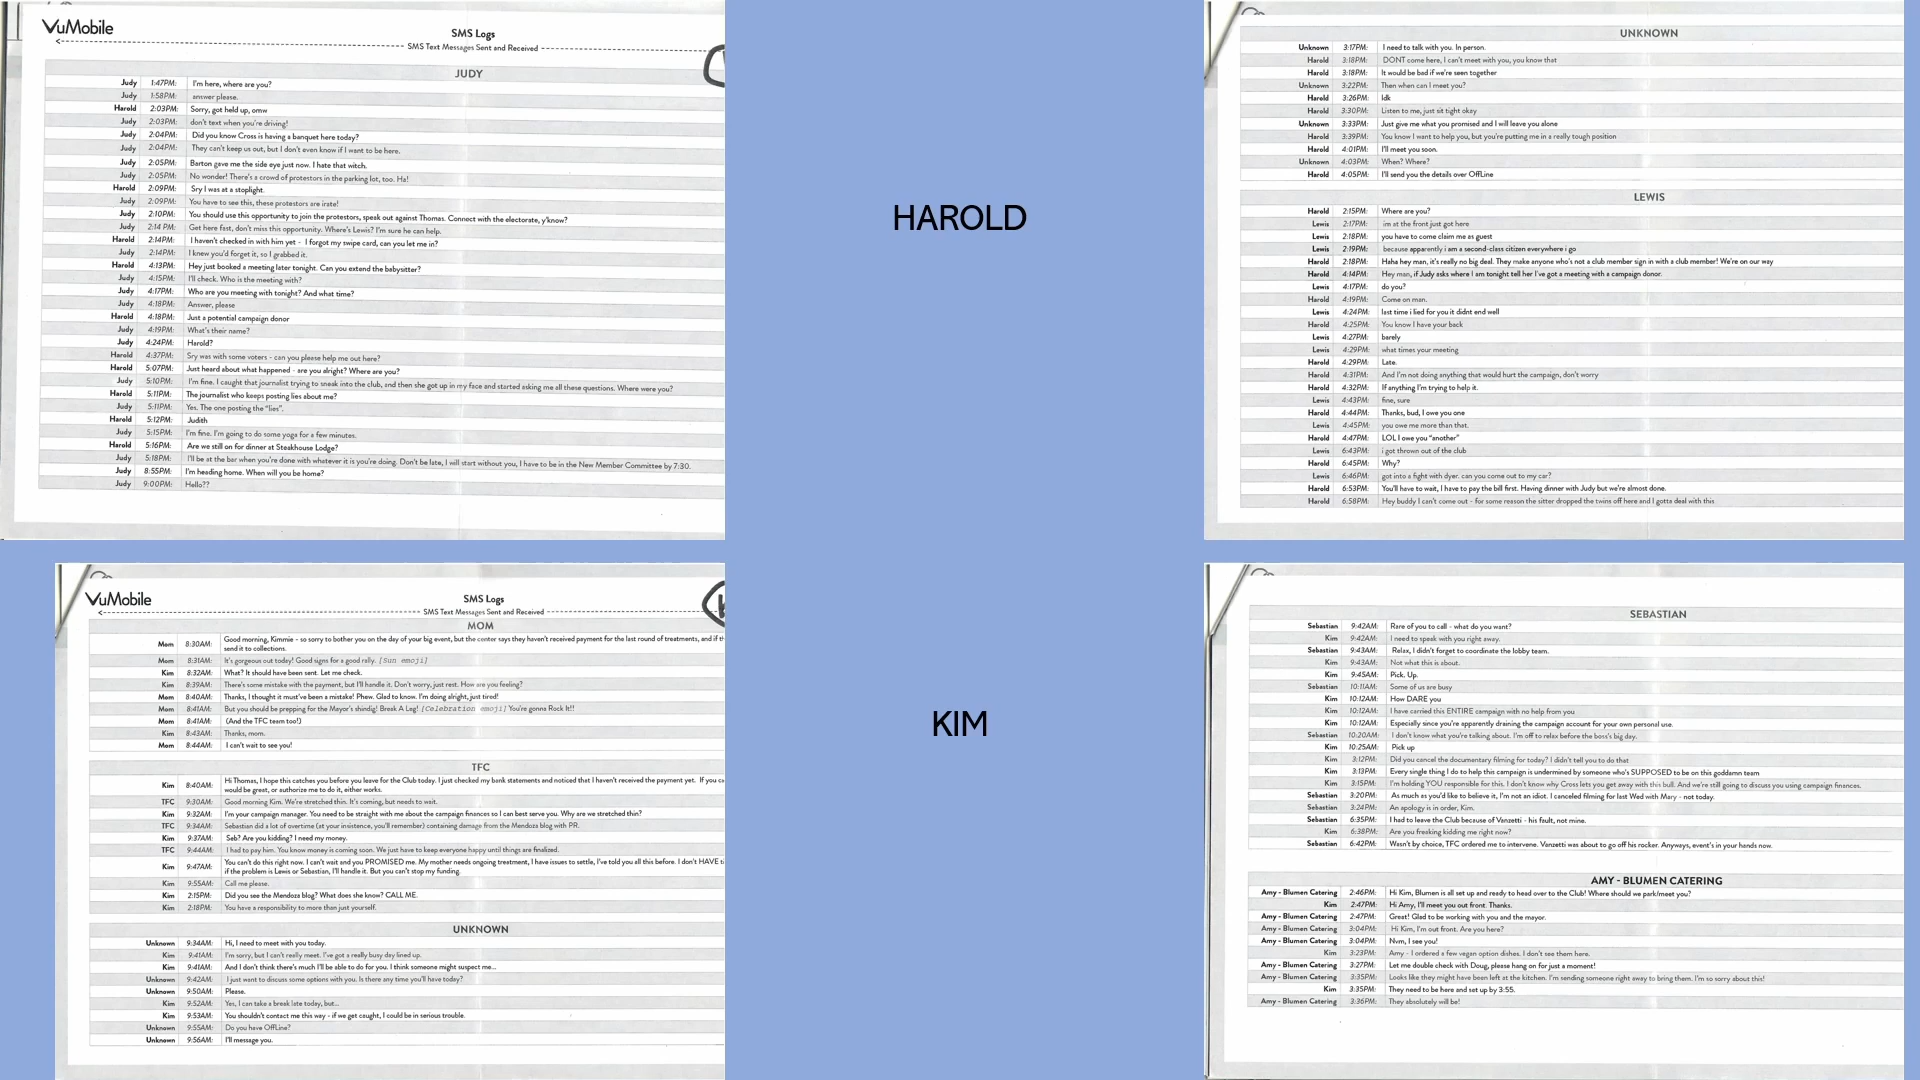 VuMobile
SMS Logs
SMS Text Messages Sent and Received
JUDY
Judy 1:47PM: I'm here, where are you?
Judy 1:58PM: answer please.
Harold 2:03PM: Sorry, got held up, omw
Judy 2:03PM: don't text when you're driving!
Judy 2:04PM: Did you know Cross is having a banquet here today?
Judy 2:04PM: They can't keep us out, but I don't even know if I want to be here.
Judy 2:05PM: Barton gave me the side eye just now. I hate that witch.
Judy 2:05PM: No wonder! There's a crowd of protestors in the parking lot, too. Ha!
Harold 2:09PM: Sry I was at a stoplight.
Judy 2:09PM: You have to see this, these protestors are irate!
Judy 2:10PM: You should use this opportunity to join the protestors, speak out against Thomas. Connect with the electorate, y'know?
Judy 2:14 PM: Get here fast, don't miss this opportunity. Where's Lewis? I'm sure he can help.
Harold 2:14PM: I haven't checked in with him yet - I forgot my swipe card, can you let me in?
Judy 2:14PM: I knew you'd forget it, so I grabbed it.
Harold 4:13PM: Hey just booked a meeting later tonight. Can you extend the babysitter?
Judy 4:15PM: I'll check. Who is the meeting with?
Judy 4:17PM: Who are you meeting with tonight? And what time?
Judy 4:18PM: Answer, please
Harold 4:18PM: Just a potential campaign donor
Judy 4:19PM: What's their name?
Judy 4:24PM: Harold?
Harold 4:37PM: Sry was with some voters - can you please help me out here?
Harold 5:07PM: Just heard about what happened - are you alright? Where are you?
Judy 5:10PM: I'm fine. I caught that journalist trying to sneak into the club, and then she got up in my face and started asking me all these questions. Where were you?
Harold 5:11PM: The journalist who keeps posting lies about me?
Judy 5:11PM: Yes. The one posting the "lies".
Harold 5:12PM: Judith
Judy 5:15PM: I'm fine. I'm going to do some yoga for a few minutes.
Harold 5:16PM: Are we still on for dinner at Steakhouse Lodge?
Judy 5:18PM: I'll be at the bar when you're done with whatever it is you're doing. Don't be late, I will start without you, I have to be in the New Member Committee by 7:30.
Judy 8:55PM: I'm heading home. When will you be home?
Judy 9:00PM: Hello??
HAROLD
UNKNOWN
Unknown 3:17PM: I need to talk with you. In person.
Harold 3:18PM: DONT come here, I can't meet with you, you know that
Harold 3:18PM: It would be bad if we're seen together
Unknown 3:22PM: Then when can I meet you?
Harold 3:26PM: Idk
Harold 3:30PM: Listen to me, just sit tight okay
Unknown 3:33PM: Just give me what you promised and I will leave you alone
Harold 3:39PM: You know I want to help you, but you're putting me in a really tough position
Harold 4:01PM: I'll meet you soon.
Unknown 4:03PM: When? Where?
Harold 4:05PM: I'll send you the details over OffLine
LEWIS
Harold 2:15PM: Where are you?
Lewis 2:17PM: im at the front just got here
Lewis 2:18PM: you have to come claim me as guest
Lewis 2:19PM: because apparently i am a second-class citizen everywhere i go
Harold 2:18PM: Haha hey man, it's really no big deal. They make anyone who's not a club member sign in with a club member! We're on our way
Harold 4:14PM: Hey man, if Judy asks where I am tonight tell her I've got a meeting with a campaign donor.
Lewis 4:17PM: do you?
Harold 4:19PM: Come on man.
Lewis 4:24PM: last time i lied for you it didnt end well
Harold 4:25PM: You know I have your back
Lewis 4:27PM: barely
Lewis 4:29PM: what times your meeting
Harold 4:29PM: Late.
Harold 4:31PM: And I'm not doing anything that would hurt the campaign, don't worry
Harold 4:32PM: If anything I'm trying to help it.
Lewis 4:43PM: fine, sure
Harold 4:44PM: Thanks, bud, I owe you one
Lewis 4:45PM: you owe me more than that.
Harold 4:47PM: LOL I owe you "another"
Lewis 6:43PM: i got thrown out of the club
Harold 6:45PM: Why?
Lewis 6:46PM: got into a fight with dyer. can you come out to my car?
Harold 6:53PM: You'll have to wait, I have to pay the bill first. Having dinner with Judy but we're almost done.
Harold 6:58PM: Hey buddy I can't come out - for some reason the sitter dropped the twins off here and I gotta deal with this
VuMobile
SMS Logs
SMS Text Messages Sent and Received
MOM
Mom 8:30AM: Good morning, Kimmie - so sorry to bother you on the day of your big event, but the center says they haven't received payment for the last round of treatments, and if
send it to collections.
Mom 8:31AM: It's gorgeous out today! Good signs for a good rally. [Sun emoji]
Kim 8:32AM: What? It should have been sent. Let me check.
Kim 8:39AM: There's some mistake with the payment, but I'll handle it. Don't worry, just rest. How are you feeling?
Mom 8:40AM: Thanks, I thought it must've been a mistake! Phew. Glad to know. I'm doing alright, just tired!
Mom 8:41AM: But you should be prepping for the Mayor's shindig! Break A Leg! [Celebration emoji] You're gonna Rock It!!
Mom 8:41AM: (And the TFC team too!)
Kim 8:43AM: Thanks, mom.
Mom 8:44AM: I can't wait to see you!
TFC
Kim 8:40AM: Hi Thomas, I hope this catches you before you leave for the Club today. I just checked my bank statements and noticed that I haven't received the payment yet. If you
would be great, or authorize me to do it, either works.
TFC 9:30AM: Good morning Kim. We're stretched thin. It's coming, but needs to wait.
Kim 9:32AM: I'm your campaign manager. You need to be straight with me about the campaign finances so I can best serve you. Why are we stretched thin?
TFC 9:34AM: Sebastian did a lot of overtime (at your insistence, you'll remember) containing damage from the Mendoza blog with PR.
Kim 9:37AM: Seb? Are you kidding? I need my money.
TFC 9:44AM: I had to pay him. You know money is coming soon. We just have to keep everyone happy until things are finalized.
Kim 9:47AM: You can't do this right now. I can't wait and you PROMISED me. My mother needs ongoing treatment, I have issues to settle, I've told you all this before. I don't HAVE
if the problem is Lewis or Sebastian, I'll handle it. But you can't stop my funding.
Kim 9:55AM: Call me please.
Kim 2:15PM: Did you see the Mendoza blog? What does she know? CALL ME.
Kim 2:18PM: You have a responsibility to more than just yourself.
UNKNOWN
Unknown 9:34AM: Hi, I need to meet with you today.
Kim 9:41AM: I'm sorry, but I can't really meet. I've got a really busy day lined up.
Kim 9:41AM: And I don't think there's much I'll be able to do for you. I think someone might suspect me...
Unknown 9:42AM: I just want to discuss some options with you. Is there any time you'll have today?
Unknown 9:50AM: Please.
Kim 9:52AM: Yes, I can take a break late today, but...
Kim 9:53AM: You shouldn't contact me this way - if we get caught, I could be in serious trouble.
Unknown 9:55AM: Do you have OffLine?
Unknown 9:56AM: I'll message you.
KIM
SEBASTIAN
Sebastian 9:42AM: Rare of you to call - what do you want?
Kim 9:42AM: I need to speak with you right away.
Sebastian 9:43AM: Relax, I didn't forget to coordinate the lobby team.
Kim 9:43AM: Not what this is about.
Kim 9:45AM: Pick. Up.
Sebastian 10:11AM: Some of us are busy
Kim 10:12AM: How DARE you
Kim 10:12AM: I have carried this ENTIRE campaign with no help from you
Kim 10:12AM: Especially since you're apparently draining the campaign account for your own personal use.
Sebastian 10:20AM: I don't know what you're talking about. I'm off to relax before the boss's big day.
Kim 10:25AM: Pick up
Kim 3:12PM: Did you cancel the documentary filming for today? I didn't tell you to do that
Kim 3:13PM: Every single thing I do to help this campaign is undermined by someone who's SUPPOSED to be on this goddamn team
Kim 3:15PM: I'm holding YOU responsible for this. I don't know why Cross lets you get away with this bull. And we're still going to discuss you using campaign finances.
Sebastian 3:20PM: As much as you'd like to believe it, I'm not an idiot. I canceled filming for last Wed with Mary - not today.
Sebastian 3:24PM: An apology is in order, Kim.
Sebastian 6:35PM: I had to leave the Club because of Vanzetti - his fault, not mine.
Kim 6:38PM: Are you freaking kidding me right now?
Sebastian 6:42PM: Wasn't by choice, TFC ordered me to intervene. Vanzetti was about to go off his rocker. Anyways, event's in your hands now.
AMY - BLUMEN CATERING
Amy - Blumen Catering 2:46PM: Hi Kim, Blumen is all set up and ready to head over to the Club! Where should we park/meet you?
Kim 2:47PM: Hi Amy, I'll meet you out front. Thanks.
Amy - Blumen Catering 2:47PM: Great! Glad to be working with you and the mayor.
Amy - Blumen Catering 3:04PM: Hi Kim, I'm out front. Are you here?
Amy - Blumen Catering 3:04PM: Nvm, I see you!
Kim 3:23PM: Amy - I ordered a few vegan option dishes. I don't see them here.
Amy - Blumen Catering 3:27PM: Let me double check with Doug, please hang on for just a moment!
Amy - Blumen Catering 3:35PM: Looks like they might have been left at the kitchen. I'm sending someone right away to bring them. I'm so sorry about this!
Kim 3:35PM: They need to be here and set up by 3:55.
Amy - Blumen Catering 3:36PM: They absolutely will be!